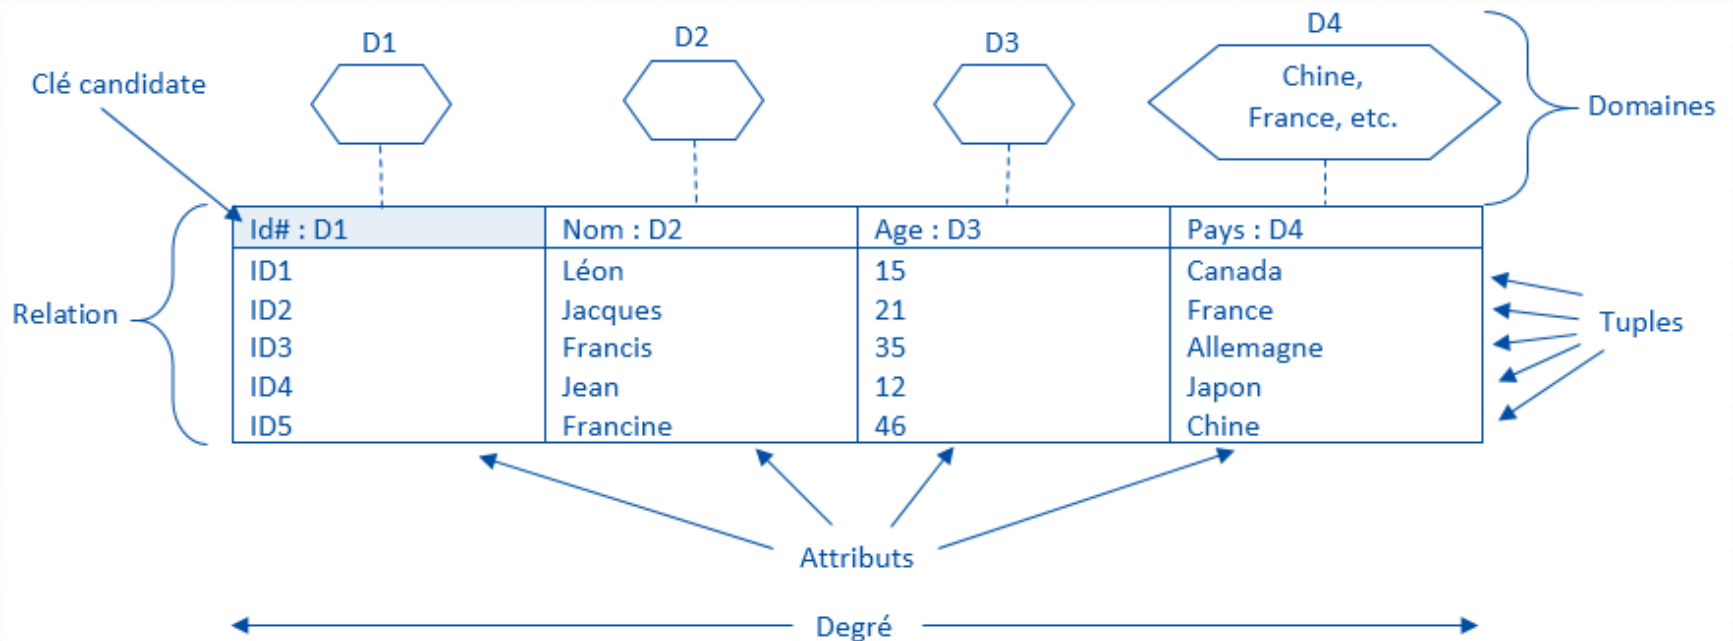 D1
D2
D3
D4
Clé candidate
Chine,
France, etc.
Domaines
Id# : D1 Nom : D2 Age : D3 Pays : D4
ID1 Léon 15 Canada
ID2 Jacques 21 France
Relation
Tuples
ID3 Francis 35 Allemagne
ID4 Jean 12 Japon
ID5 Francine 46 Chine
Attributs
Degré